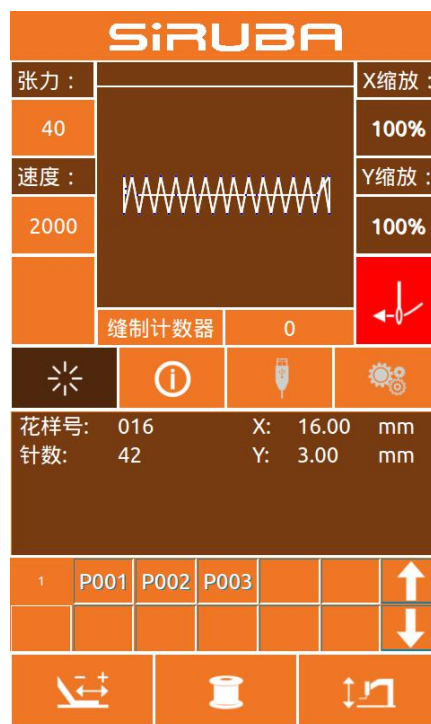 SiRUBA
张力：
X缩放：
40
100%
速度：
Y缩放：
2000
100%
缝制计数器 0
花样号: 016 X: 16.00 mm
针数: 42 Y: 3.00 mm
1 P001 P002 P003